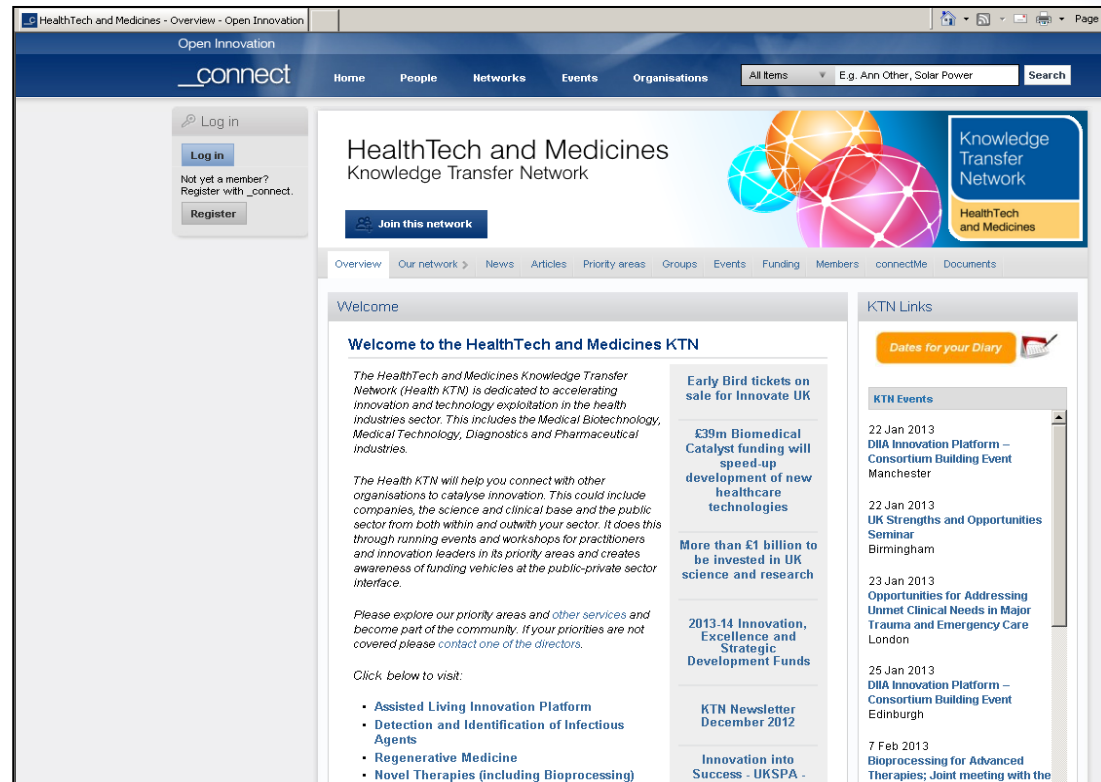 HealthTech and Medicines - Overview - Open Innovation
Page
Open Innovation
__connect
Home People Networks Events Organisations
All Items
E.g. Ann Other, Solar Power
Search
Log in
Log in
Not yet a member?
Register with _connect.
Register
HealthTech and Medicines
Knowledge Transfer Network
Join this network
Knowledge
Transfer
Network
HealthTech
and Medicines
Overview Our network News Articles Priority areas Groups Events Funding Members connectMe Documents
Welcome
Welcome to the HealthTech and Medicines KTN
The HealthTech and Medicines Knowledge Transfer
Network (Health KTN) is dedicated to accelerating
innovation and technology exploitation in the health
industries sector. This includes the Medical Biotechnology,
Medical Technology, Diagnostics and Pharmaceutical
industries.
The Health KTN will help you connect with other
organisations to catalyse innovation. This could include
companies, the science and clinical base and the public
sector from both within and outwith your sector. It does this
through running events and workshops for practitioners
and innovation leaders in its priority areas and creates
awareness of funding vehicles at the public-private sector
interface.
Please explore our priority areas and other services and
become part of the community. If your priorities are not
covered please contact one of the directors.
Click below to visit:
• Assisted Living Innovation Platform
• Detection and Identification of Infectious
Agents
• Regenerative Medicine
• Novel Therapies (including Bioprocessing)
Early Bird tickets on
sale for Innovate UK
£39m Biomedical
Catalyst funding will
speed-up
development of new
healthcare
technologies
More than £1 billion to
be invested in UK
science and research
2013-14 Innovation,
Excellence and
Strategic
Development Funds
KTN Newsletter
December 2012
Innovation into
Success - UKSPA -
KTN Links
Dates for your Diary
KTN Events
22 Jan 2013
DIIA Innovation Platform –
Consortium Building Event
Manchester
22 Jan 2013
UK Strengths and Opportunities
Seminar
Birmingham
23 Jan 2013
Opportunities for Addressing
Unmet Clinical Needs in Major
Trauma and Emergency Care
London
25 Jan 2013
DIIA Innovation Platform –
Consortium Building Event
Edinburgh
7 Feb 2013
Bioprocessing for Advanced
Therapies; Joint meeting with the